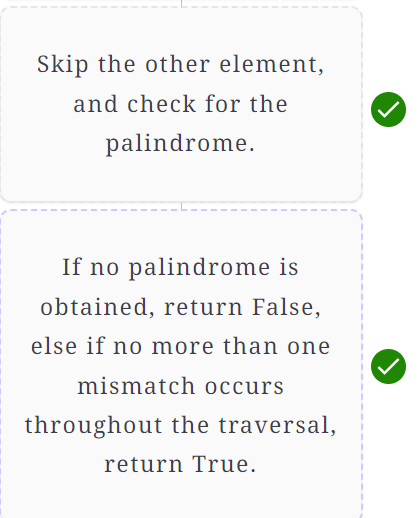 Skip the other element,
and check for the
palindrome.
If no palindrome is
obtained, return False,
else if no more than one
mismatch occurs
throughout the traversal,
return True.